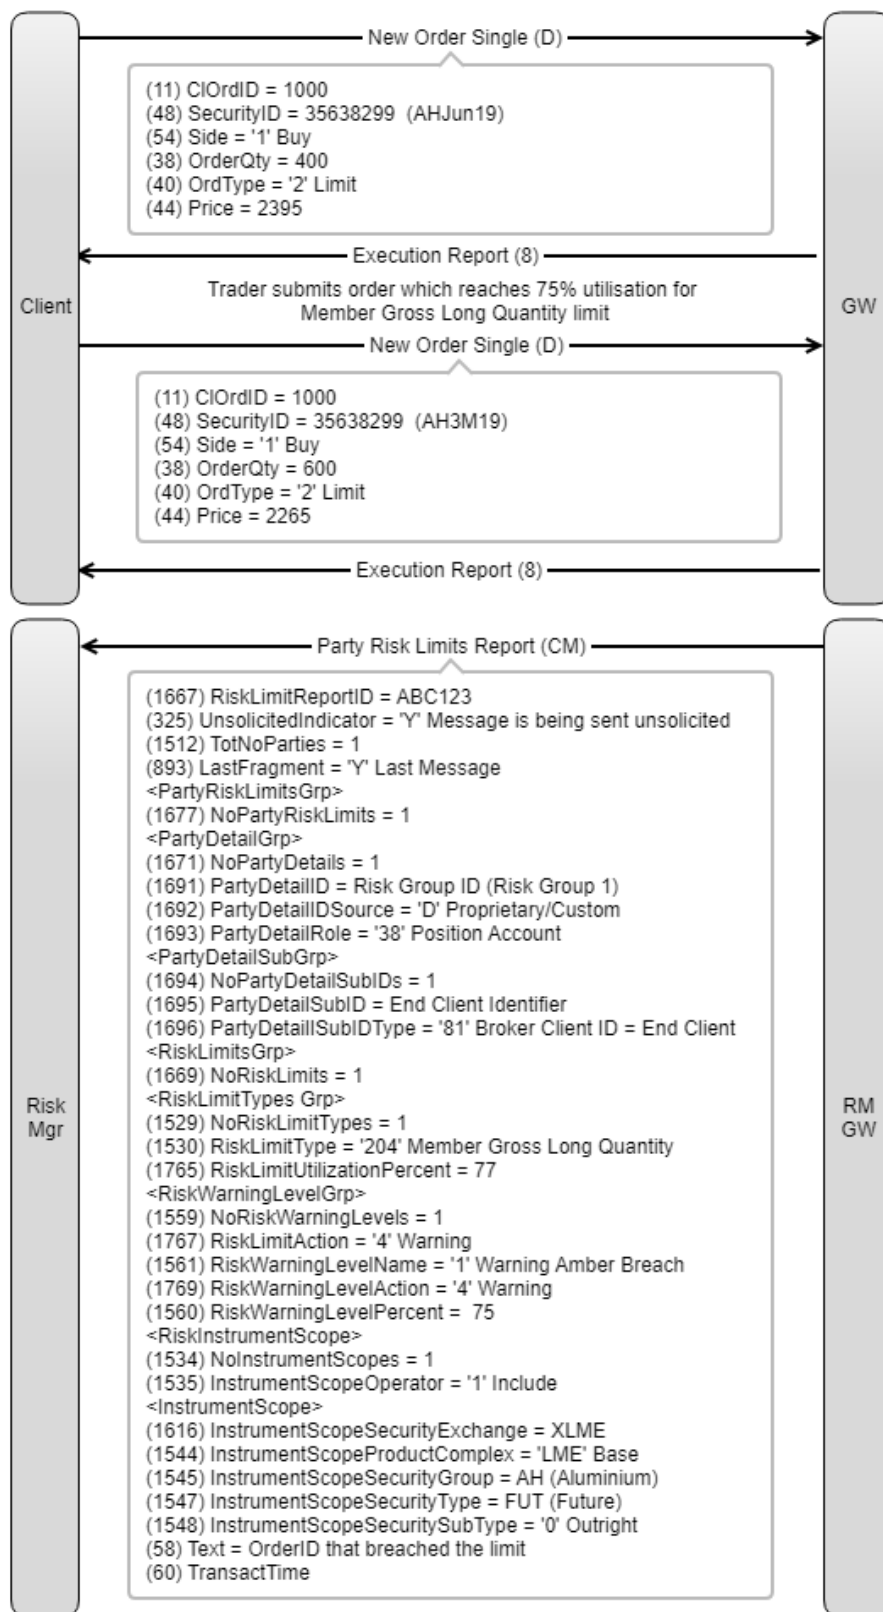 New Order Single (D)
(11) ClOrdID = 1000
(48) SecurityID = 35638299 (AHJun19)
(54) Side = '1' Buy
(38) OrderQty = 400
(40) OrdType = '2' Limit
(44) Price = 2395
Execution Report (8)
Client
GW
Trader submits order which reaches 75% utilisation for
Member Gross Long Quantity limit
New Order Single (D)
(11) ClOrdID = 1000
(48) SecurityID = 35638299 (AH3M19)
(54) Side = '1' Buy
(38) OrderQty = 600
(40) OrdType = '2' Limit
(44) Price = 2265
Execution Report (8)
Party Risk Limits Report (CM)
(1667) RiskLimitReportID = ABC123
(325) UnsolicitedIndicator = 'Y' Message is being sent unsolicited
(1512) TotNoParties = 1
(893) LastFragment = 'Y' Last Message
<PartyRiskLimitsGrp>
(1677) NoPartyRiskLimits = 1
<PartyDetailGrp>
(1671) NoPartyDetails = 1
(1691) PartyDetailID = Risk Group ID (Risk Group 1)
(1692) PartyDetailIDSource = 'D' Proprietary/Custom
(1693) PartyDetailRole = '38' Position Account
<PartyDetailSubGrp>
(1694) NoPartyDetailSubIDs = 1
(1695) PartyDetailSubID = End Client Identifier
(1696) PartyDetailISubIDType = '81' Broker Client ID = End Client
<RiskLimitsGrp>
(1669) NoRiskLimits = 1
<RiskLimitTypes Grp>
(1529) NoRiskLimitTypes = 1
(1530) RiskLimitType = '204' Member Gross Long Quantity
(1765) RiskLimitUtilizationPercent = 77
<RiskWarningLevelGrp>
(1559) NoRiskWarningLevels = 1
(1767) RiskLimitAction = '4' Warning
(1561) RiskWarningLevelName = '1' Warning Amber Breach
(1769) RiskWarningLevelAction = '4' Warning
(1560) RiskWarningLevelPercent = 75
<RiskInstrumentScope>
(1534) NoInstrumentScopes = 1
(1535) InstrumentScopeOperator = '1' Include
<InstrumentScope>
(1616) InstrumentScopeSecurityExchange = XLME
(1544) InstrumentScopeProductComplex = 'LME' Base
(1545) InstrumentScopeSecurityGroup = AH (Aluminium)
(1547) InstrumentScopeSecurityType = FUT (Future)
(1548) InstrumentScopeSecuritySubType = '0' Outright
(58) Text = OrderID that breached the limit
(60) TransactTime
Risk
Mgr
RM
GW